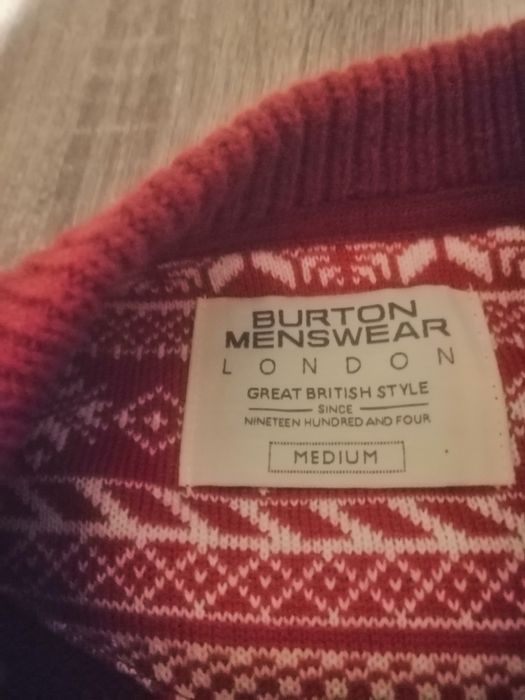 BURTON
MENSWEAR
LONDON
GREAT BRITISH STYLE
SINCE
NINETEEN HUNDRED AND FOUR
MEDIUM